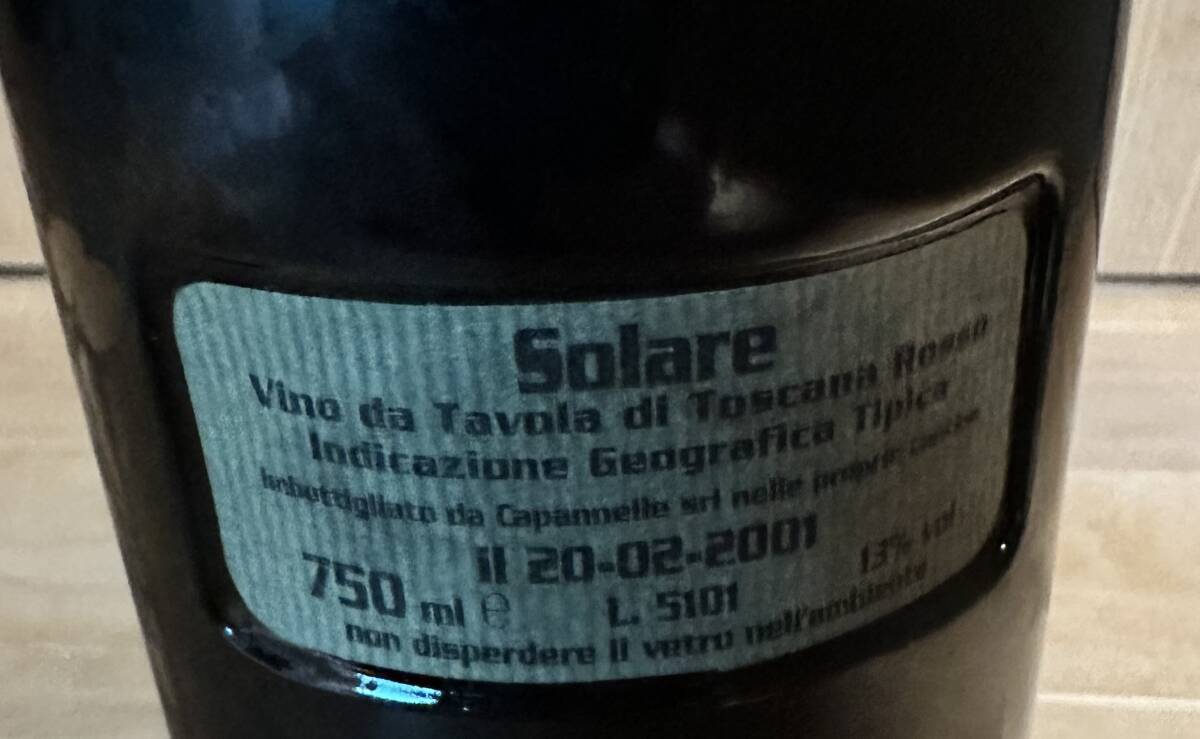 Solare
Vino da Tavola di Toscana Rosso
Indicazione Geografica Tipica
Imbottigliato da Capannelle srl nelle proprie cantine
il 20-02-2001
750 ml e L. 5101 13% vol
non disperdere il vetro nell'ambiente